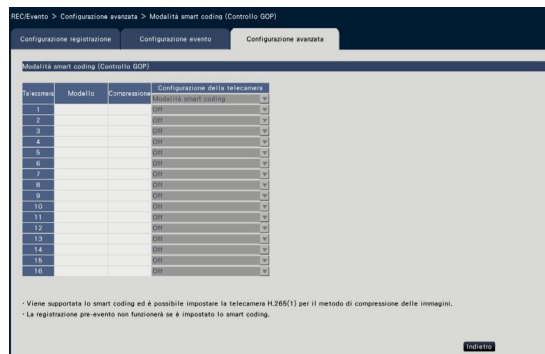 REC/Evento > Configurazione avanzata > Modalità smart coding (Controllo GOP)
Configurazione registrazione Configurazione evento Configurazione avanzata
Modalità smart coding (Controllo GOP)
Telecamera Modello Compressione Configurazione della telecamera
Modalità smart coding
1 Off
2 Off
3 Off
4 Off
5 Off
6 Off
7 Off
8 Off
9 Off
10 Off
11 Off
12 Off
13 Off
14 Off
15 Off
16 Off
· Viene supportata lo smart coding ed è possibile impostare la telecamera H.265(1) per il metodo di compressione delle immagini.
· La registrazione pre-evento non funzionerà se è impostato lo smart coding.
Indietro